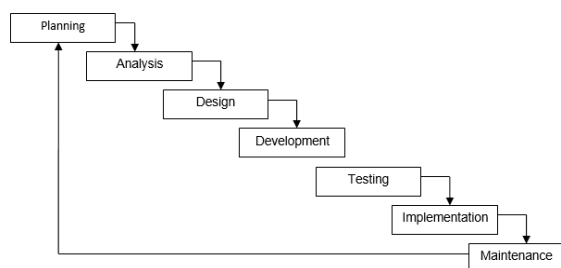 Planning
Analysis
Design
Development
Testing
Implementation
Maintenance